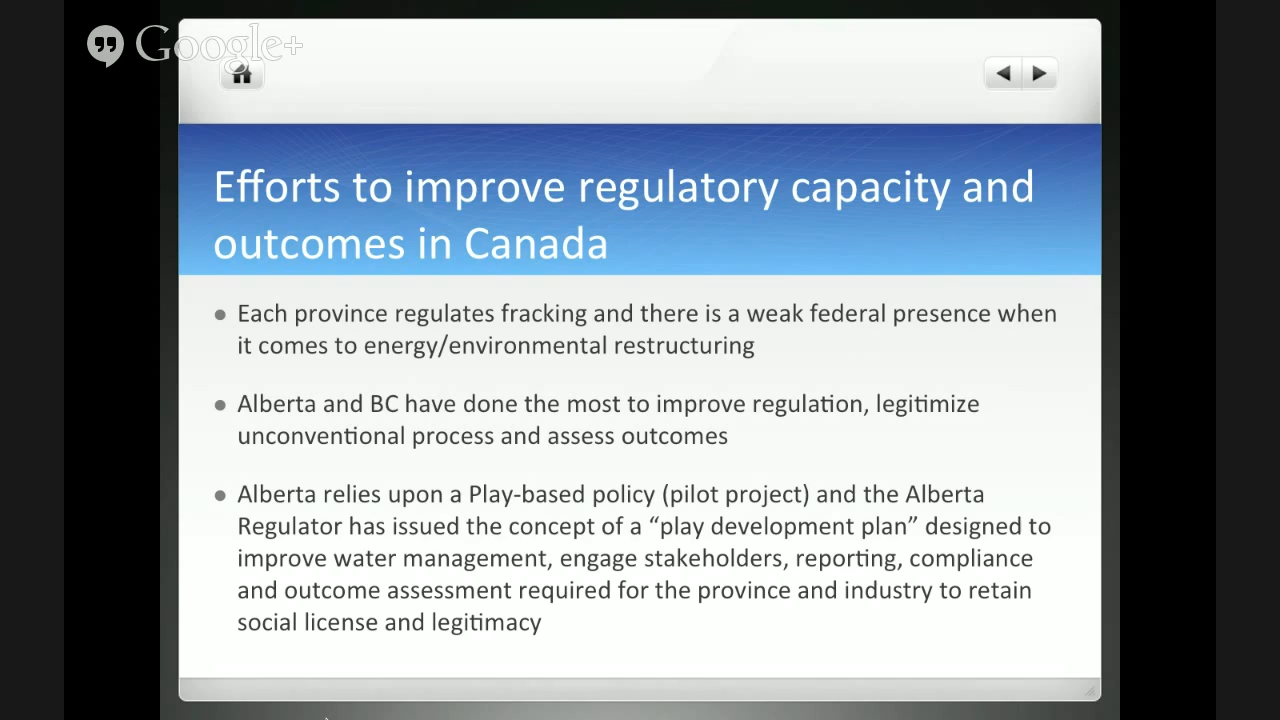 Google+
Efforts to improve regulatory capacity and
outcomes in Canada
Each province regulates fracking and there is a weak federal presence when
it comes to energy/environmental restructuring
Alberta and BC have done the most to improve regulation, legitimize
unconventional process and assess outcomes
Alberta relies upon a Play-based policy (pilot project) and the Alberta
Regulator has issued the concept of a “play development plan” designed to
improve water management, engage stakeholders, reporting, compliance
and outcome assessment required for the province and industry to retain
social license and legitimacy